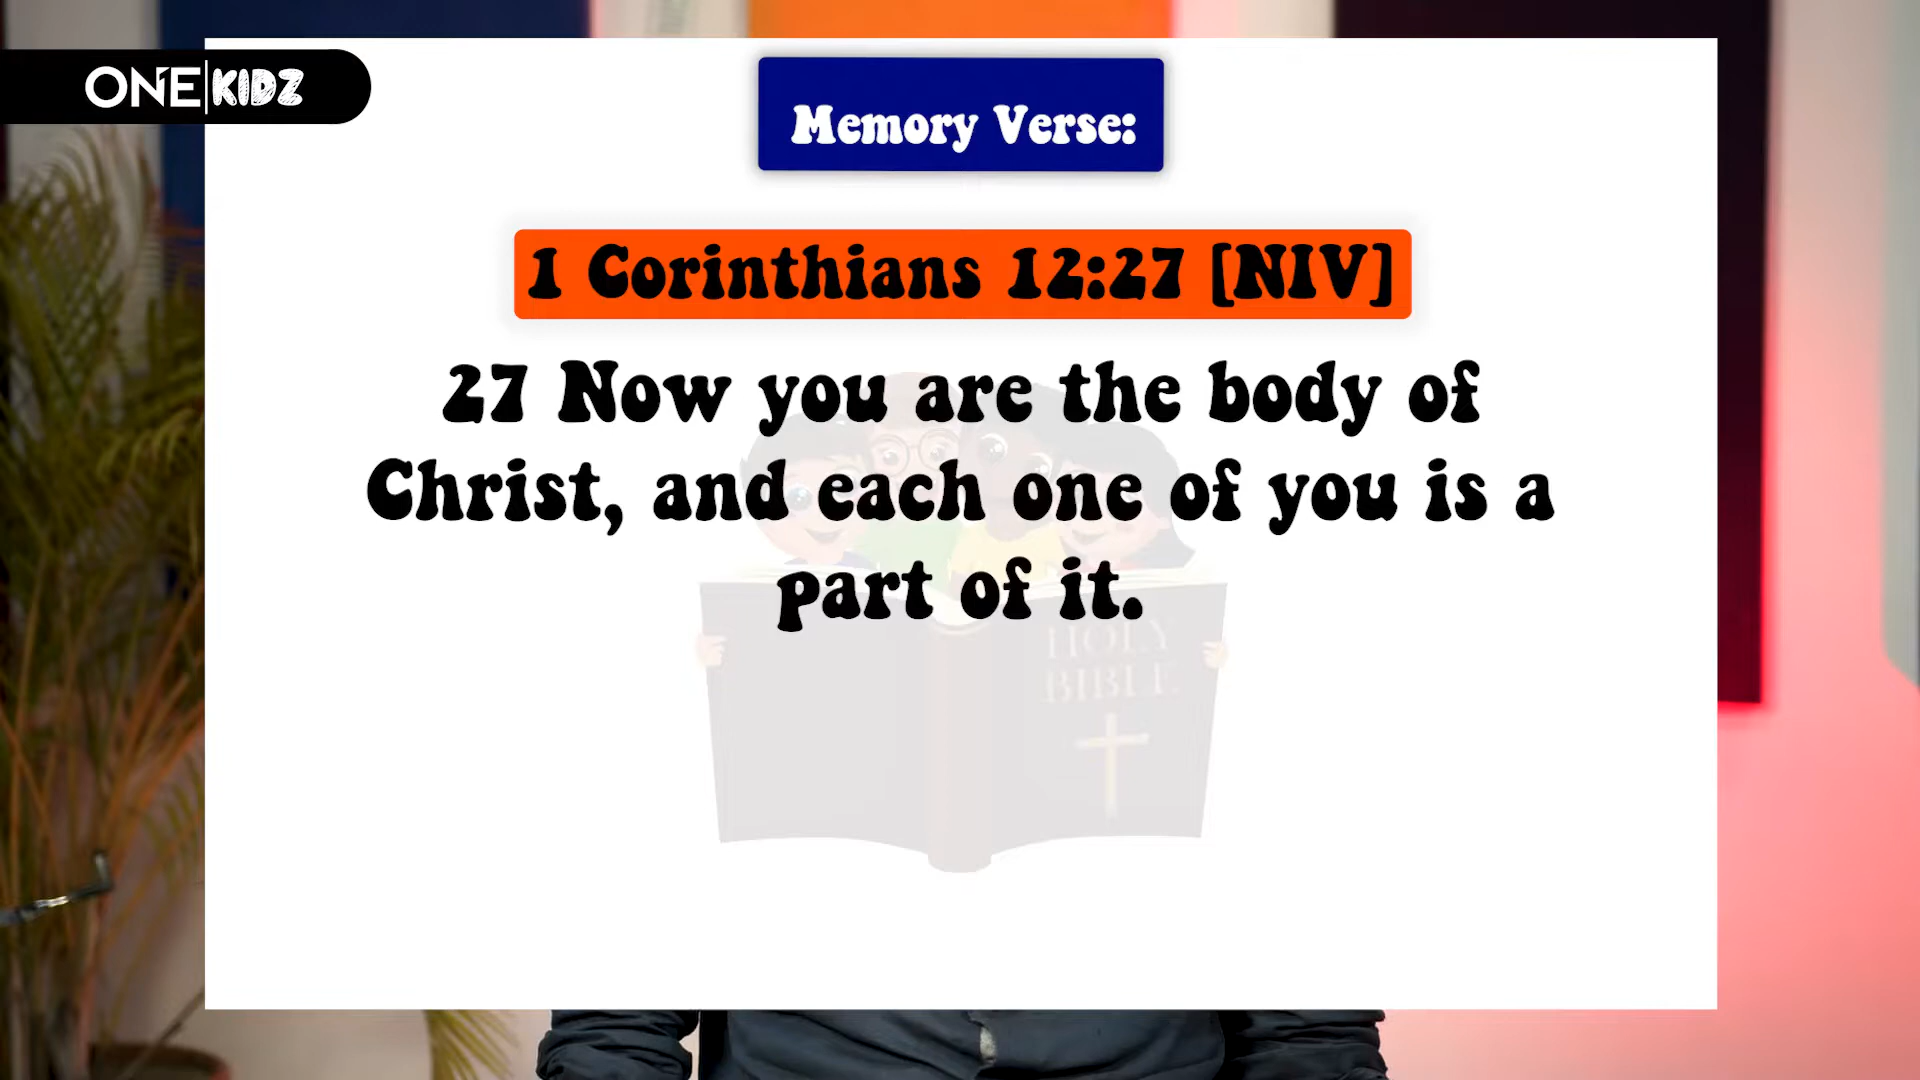 ONE|KIDZ
Memory Verse:
1 Corinthians 12:27 [NIV]
27 Now you are the body of
Christ, and each one of you is a
part of it.
HOLY
BIBLE